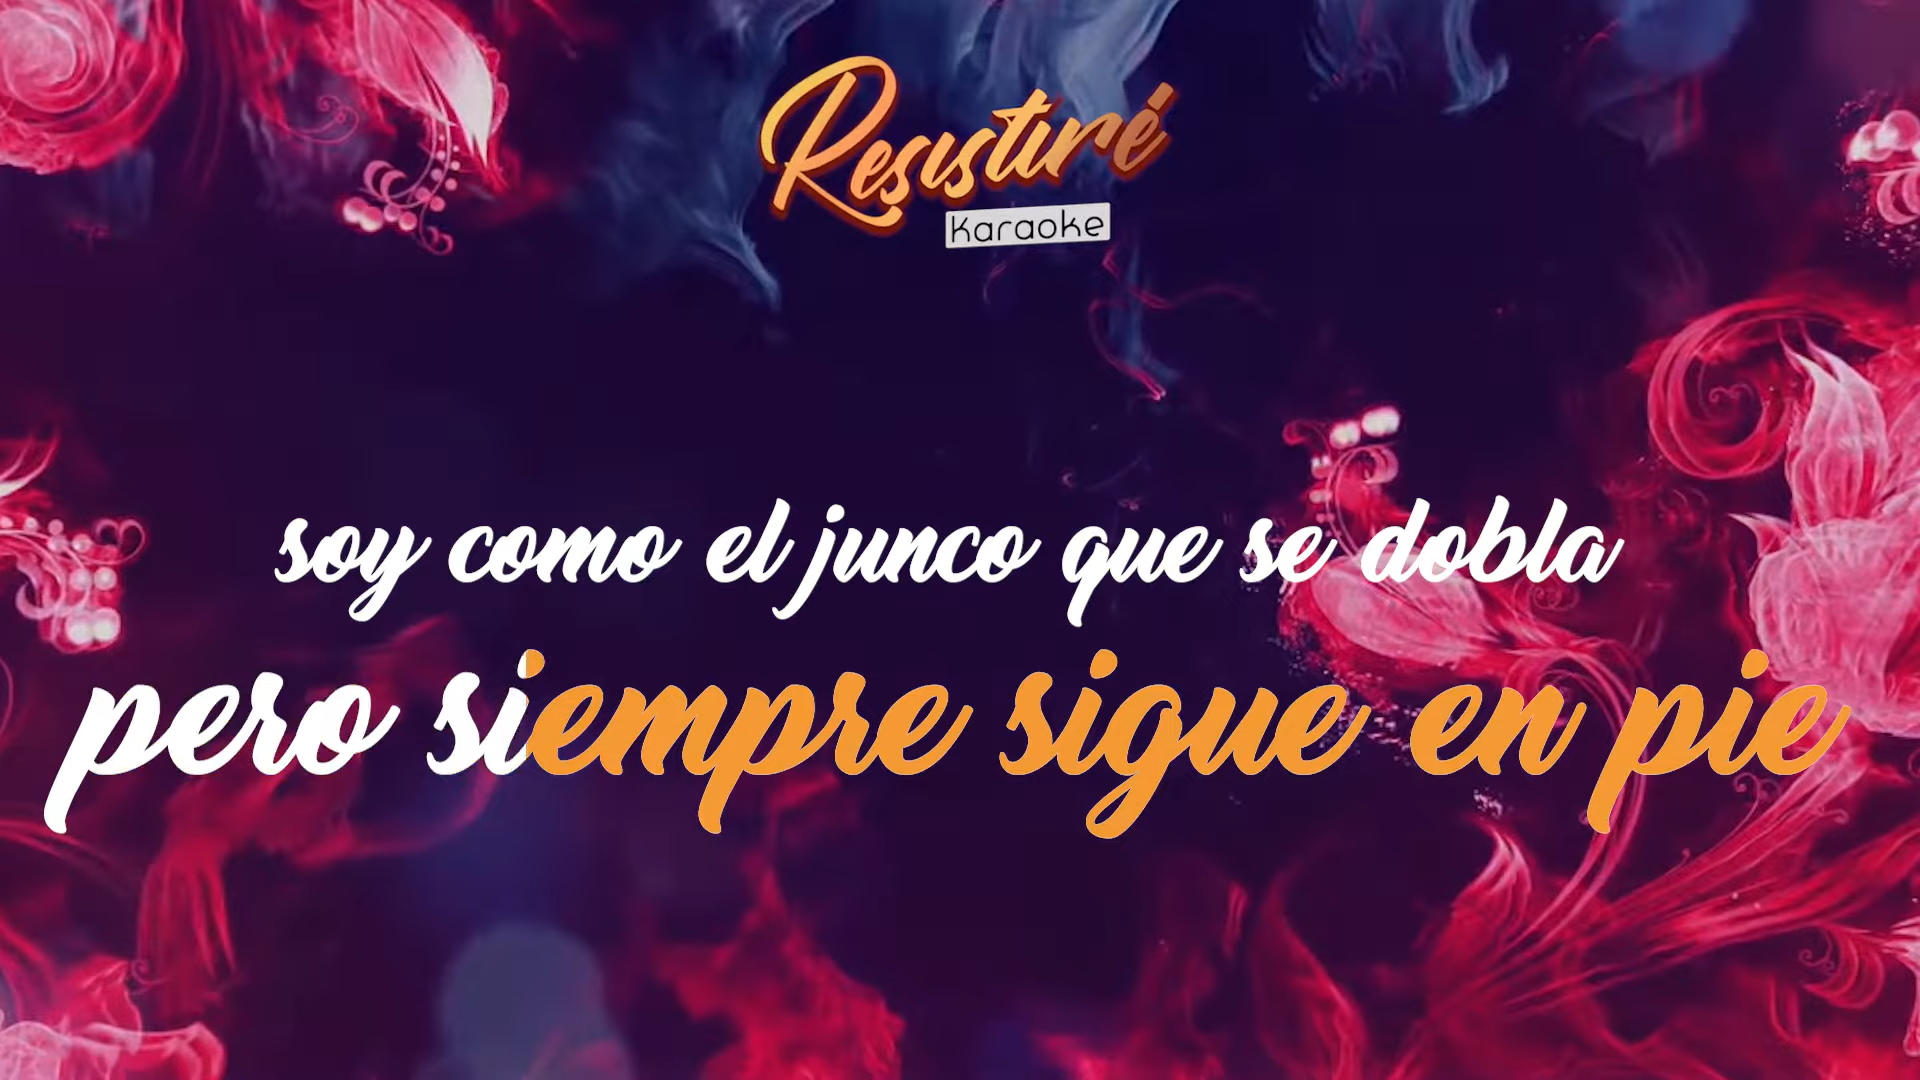 Resistiré
Karaoke
soy como el junco que se dobla
pero siempre sigue en pie